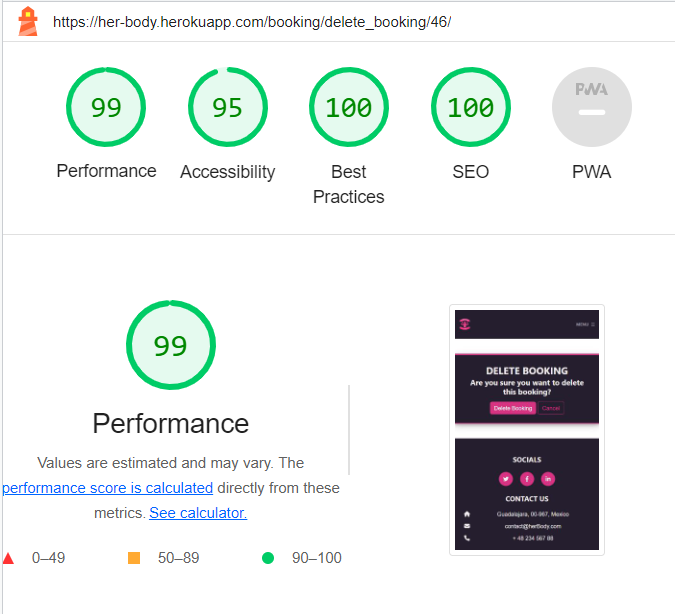 https://her-body.herokuapp.com/booking/delete_booking/46/
99
95
100
100
PWA
Performance
Accessibility
Best
Practices
SEO
PWA
99
Performance
Values are estimated and may vary. The
performance score is calculated directly from these
metrics. See calculator.
0–49
50–89
90–100
MENU
DELETE BOOKING
Are you sure you want to delete
this booking?
Delete Booking
Cancel
SOCIALS
CONTACT US
Guadalajara, 00-987, Mexico
contact@herBody.com
+ 48 234 567 88